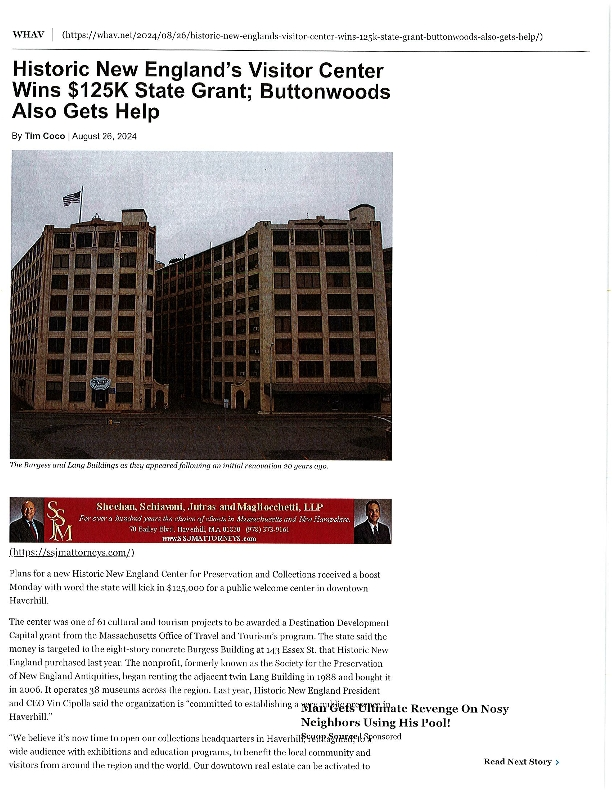 WHAV | (https://whav.net/2024/08/26/historic-new-englands-visitor-center-wins-125k-state-grant-buttonwoods-also-gets-help/)
Historic New England's Visitor Center
Wins $125K State Grant; Buttonwoods
Also Gets Help
By Tim Coco | August 26, 2024
The Burgess and Lang Buildings as they appeared following an initial renovation 20 years ago.
SSJM
Sheehan, Schiavoni, Jutras and Magliocchetti, LLP
For over a hundred years the choice of clients in Massachusetts and New Hampshire.
70 Bailey Blvd., Haverhill, MA 01830 (978) 373-9161
www.SSJMATTORNEYS.com
(https://ssjmattorneys.com/)
Plans for a new Historic New England Center for Preservation and Collections received a boost
Monday with word the state will kick in $125,000 for a public welcome center in downtown
Haverhill.
The center was one of 61 cultural and tourism projects to be awarded a Destination Development
Capital grant from the Massachusetts Office of Travel and Tourism's program. The state said the
money is targeted to the eight-story concrete Burgess Building at 143 Essex St. that Historic New
England purchased last year. The nonprofit, formerly known as the Society for the Preservation
of New England Antiquities, began renting the adjacent twin Lang Building in 1988 and bought it
in 2006. It operates 38 museums across the region. Last year, Historic New England President
and CEO Vin Cipolla said the organization is "committed to establishing a
Haverhill."
Man Gets Ultimate Revenge On Nosy
Neighbors Using His Pool!
Sponsored
"We believe it's now time to open our collections headquarters in Haverhill,
wide audience with exhibitions and education programs, to benefit the local community and
visitors from around the region and the world. Our downtown real estate can be activated to
Read Next Story >